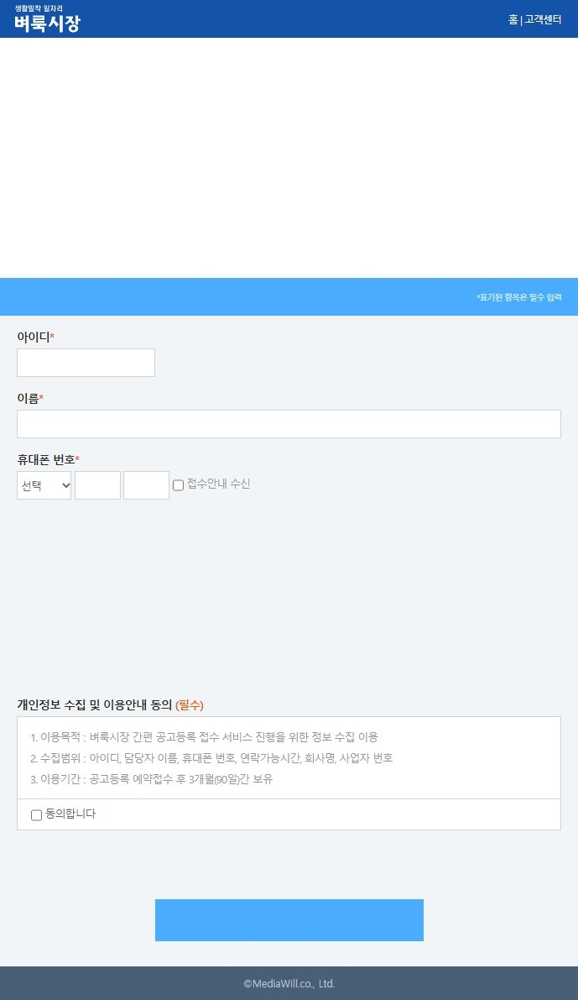 생활밀착 일자리
벼룩시장
홈 | 고객센터
*표기된 항목은 필수 입력
아이디*
이름*
휴대폰 번호*
선택
접수안내 수신
개인정보 수집 및 이용안내 동의 (필수)
1. 이용목적 : 벼룩시장 간편 공고등록 접수 서비스 진행을 위한 정보 수집 이용
2. 수집범위 : 아이디, 담당자 이름, 휴대폰 번호, 연락가능시간, 회사명, 사업자 번호
3. 이용기간 : 공고등록 예약접수 후 3개월(90일)간 보유
동의합니다
©MediaWill.co., Ltd.